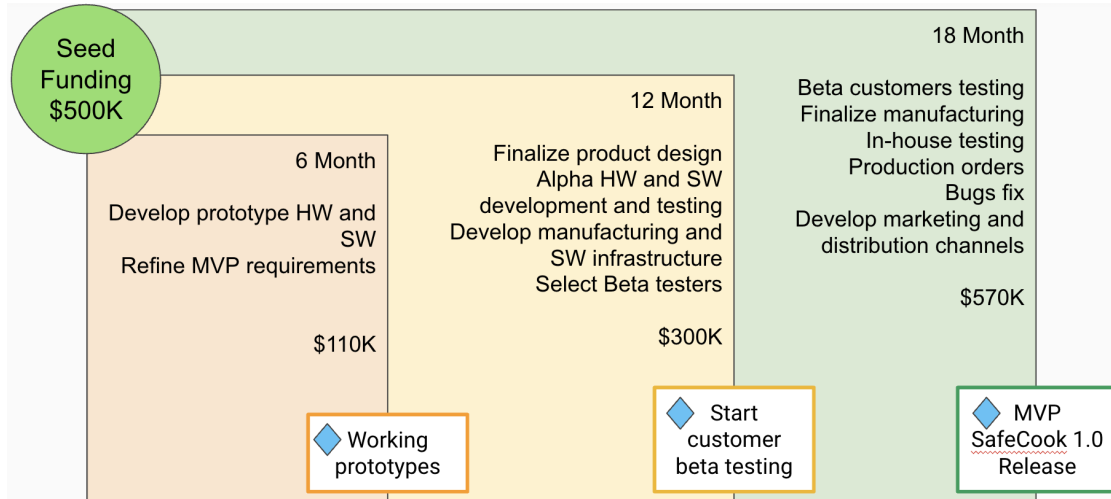 Seed
Funding
$500K
6 Month
Develop prototype HW and
SW
Refine MVP requirements
$110K
Working
prototypes
12 Month
Finalize product design
Alpha HW and SW
development and testing
Develop manufacturing and
SW infrastructure
Select Beta testers
$300K
Start
customer
beta testing
18 Month
Beta customers testing
Finalize manufacturing
In-house testing
Production orders
Bugs fix
Develop marketing and
distribution channels
$570K
MVP
SafeCook 1.0
Release